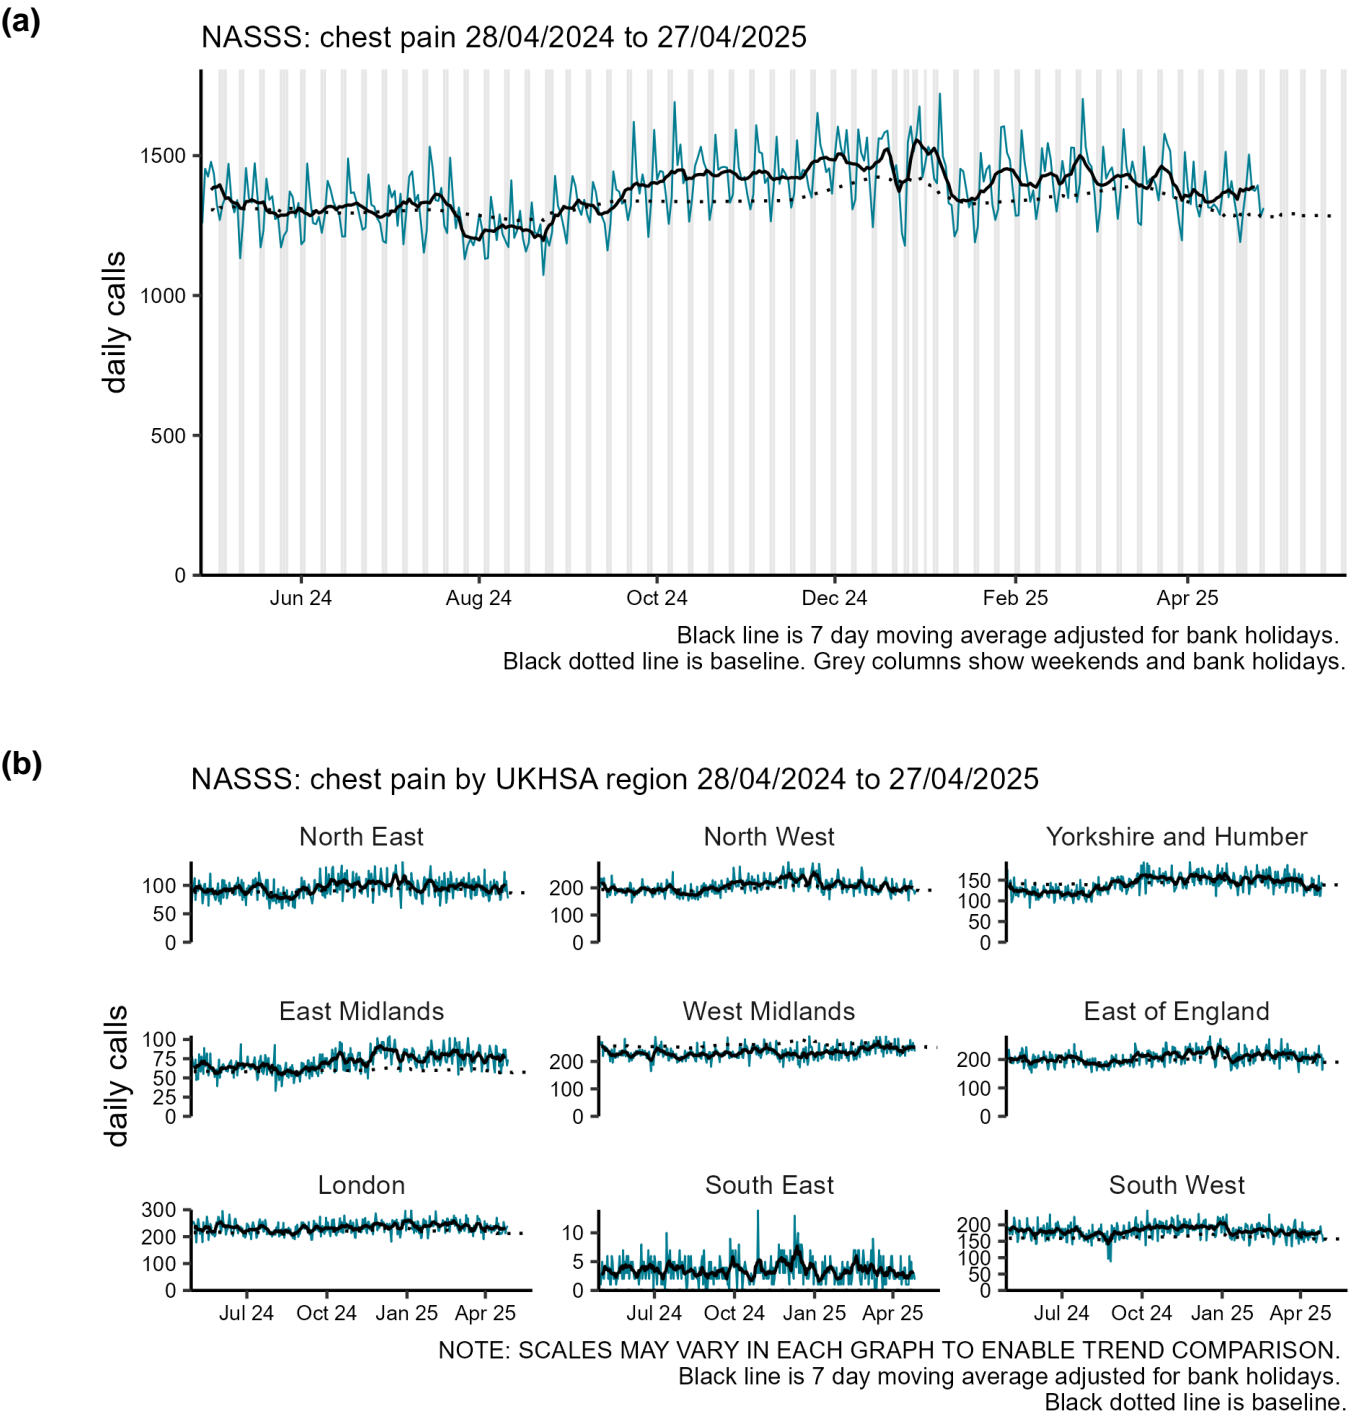 (a)
NASSS: chest pain 28/04/2024 to 27/04/2025
daily calls
1500
1000
500
0
Jun 24 Aug 24 Oct 24 Dec 24 Feb 25 Apr 25
Black line is 7 day moving average adjusted for bank holidays.
Black dotted line is baseline. Grey columns show weekends and bank holidays.
(b)
NASSS: chest pain by UKHSA region 28/04/2024 to 27/04/2025
daily calls
North East North West Yorkshire and Humber
100
50
0
200
100
0
150
100
50
0
East Midlands West Midlands East of England
100
75
50
25
0
200
100
0
200
100
0
London South East South West
300
200
100
0
10
5
0
200
150
100
50
0
Jul 24 Oct 24 Jan 25 Apr 25 Jul 24 Oct 24 Jan 25 Apr 25 Jul 24 Oct 24 Jan 25 Apr 25
NOTE: SCALES MAY VARY IN EACH GRAPH TO ENABLE TREND COMPARISON.
Black line is 7 day moving average adjusted for bank holidays.
Black dotted line is baseline.